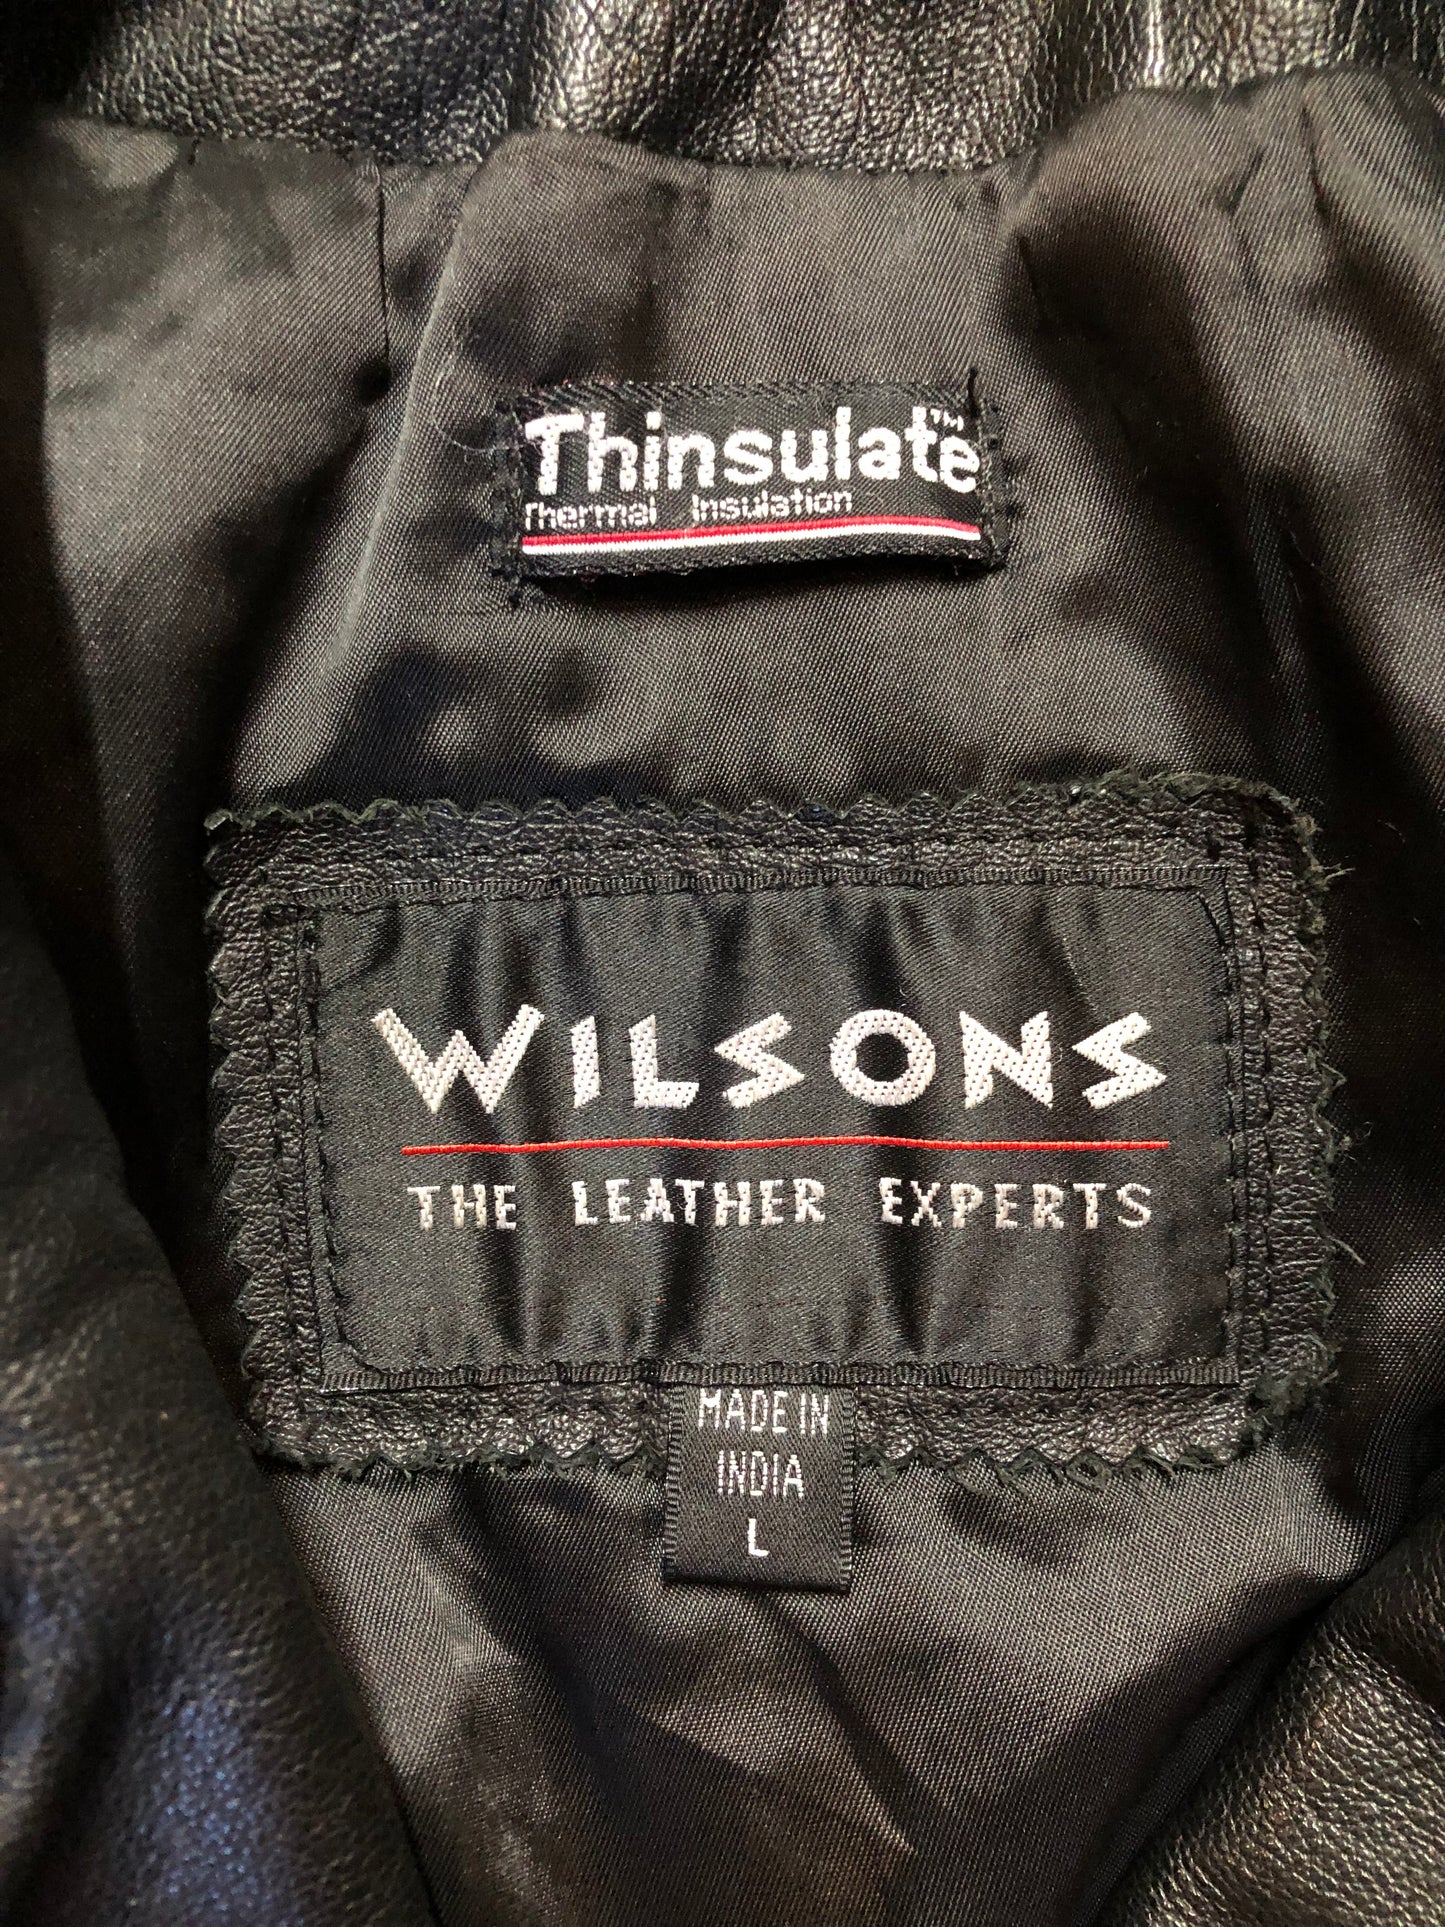 Thinsulate™
Thermal Insulation
WILSONS
THE LEATHER EXPERTS
MADE IN
INDIA
L